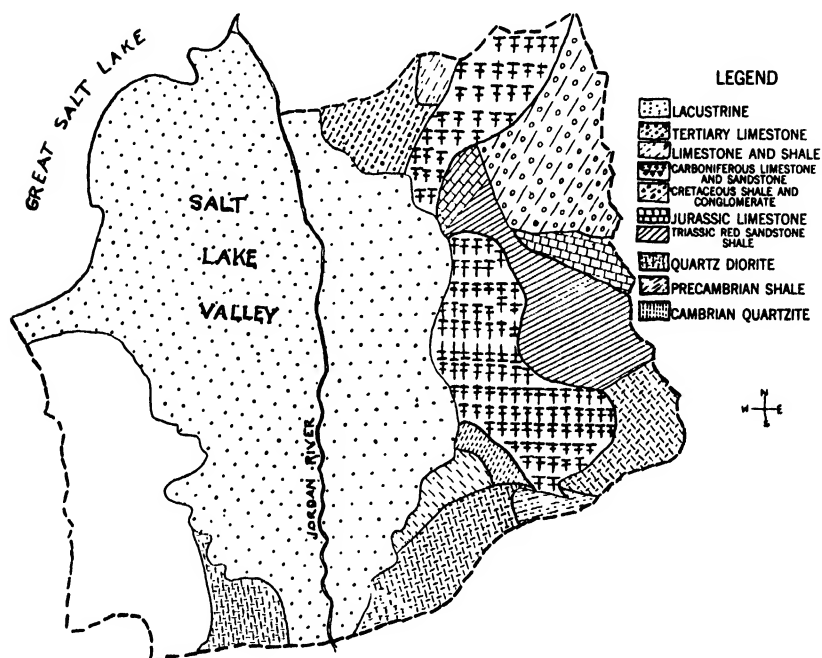 GREAT SALT LAKE
SALT
LAKE
VALLEY
JORDAN RIVER
LEGEND
LACUSTRINE
TERTIARY LIMESTONE
LIMESTONE AND SHALE
CARBONIFEROUS LIMESTONE
AND SANDSTONE
CRETACEOUS SHALE AND
CONGLOMERATE
JURASSIC LIMESTONE
TRIASSIC RED SANDSTONE
SHALE
QUARTZ DIORITE
PRECAMBRIAN SHALE
CAMBRIAN QUARTZITE
N
W E
S